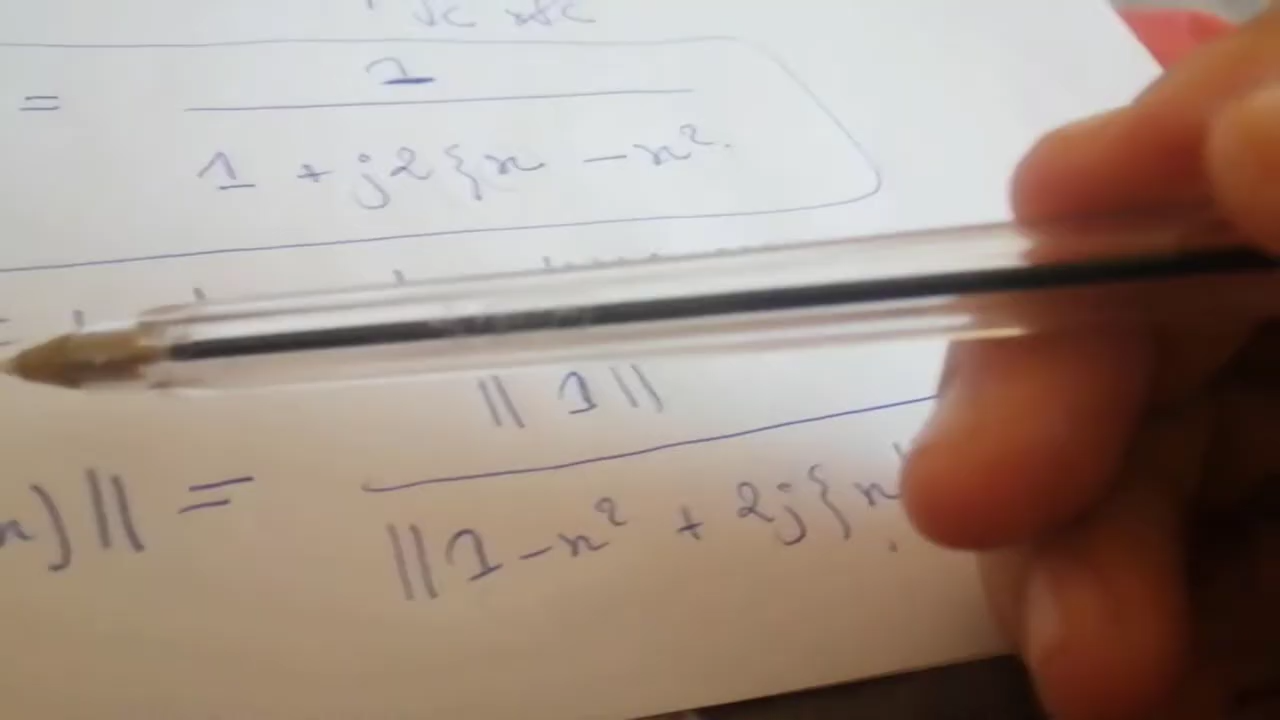 =
1
1 + j2ξx - x²
|| 1 ||
x)|| =
||1 - x² + 2jξx